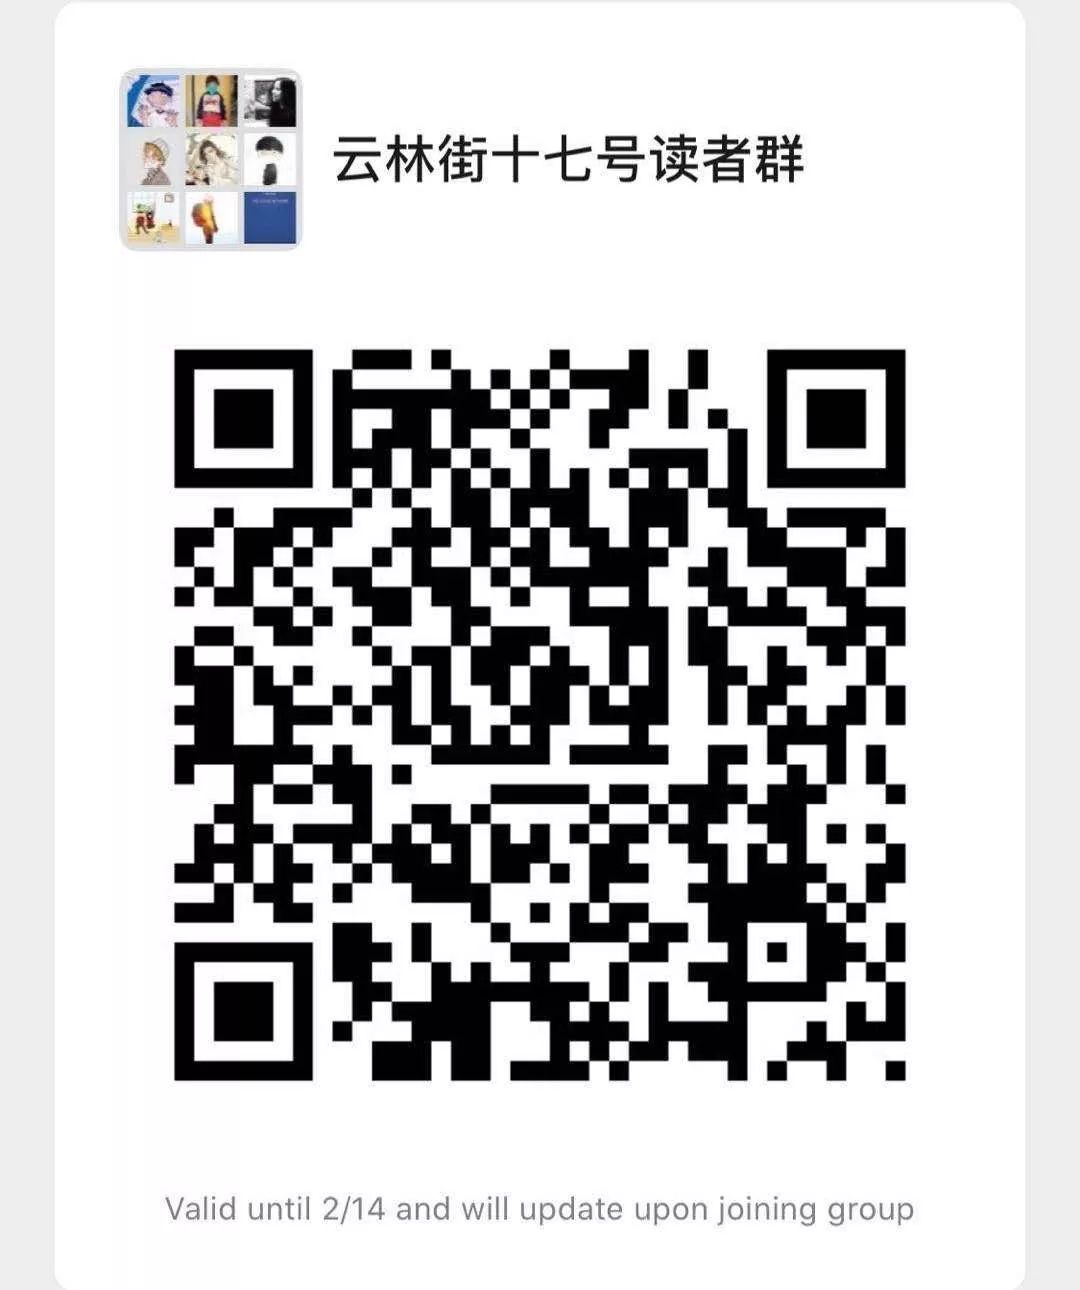 云林街十七号读者群
Valid until 2/14 and will update upon joining group